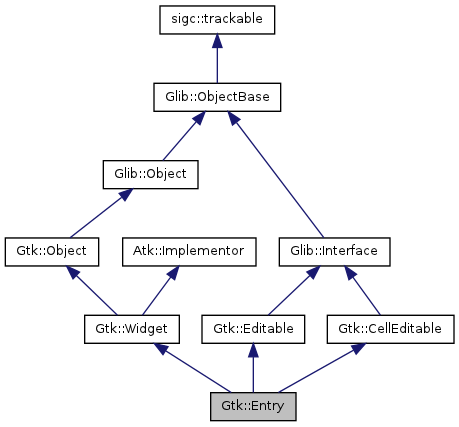 sigc::trackable
Glib::ObjectBase
Glib::Object
Gtk::Object
Atk::Implementor
Glib::Interface
Gtk::Widget
Gtk::Editable
Gtk::CellEditable
Gtk::Entry